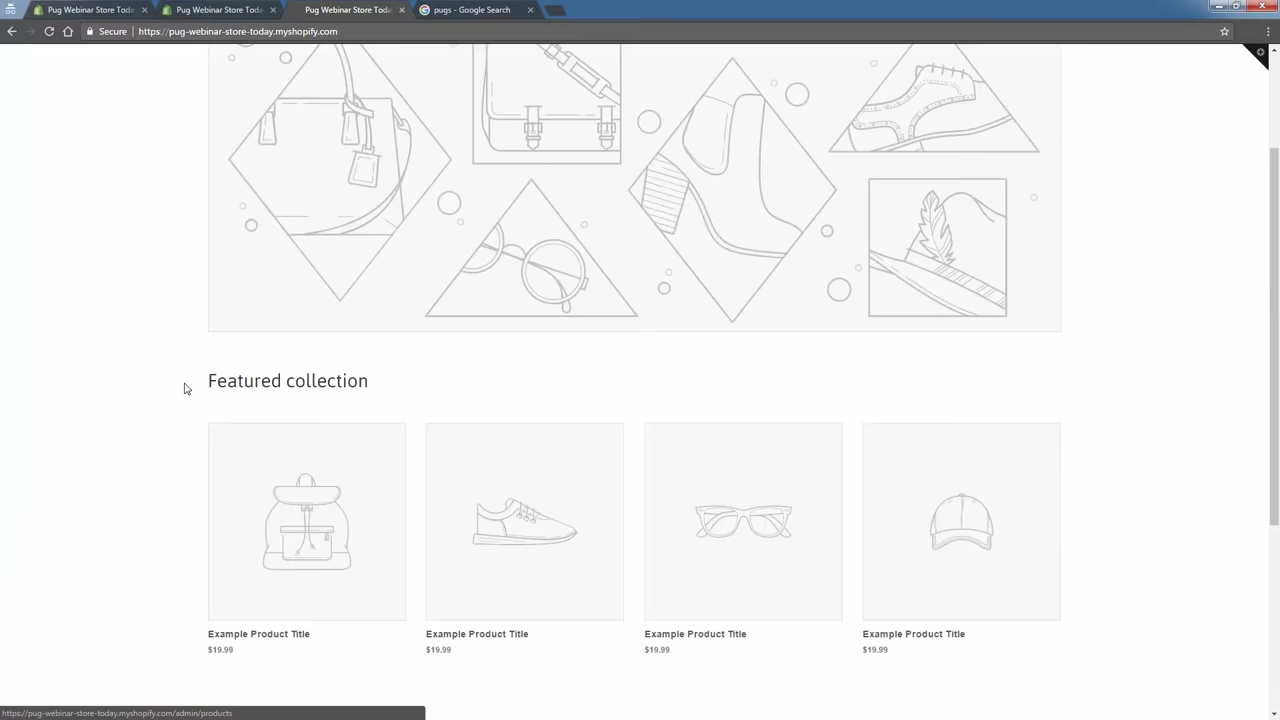 Pug Webinar Store Toda
Pug Webinar Store Toda
Pug Webinar Store Toda
pugs - Google Search
Secure
https://pug-webinar-store-today.myshopify.com
Featured collection
Example Product Title
$19.99
Example Product Title
$19.99
Example Product Title
$19.99
Example Product Title
$19.99
https://pug-webinar-store-today.myshopify.com/admin/products